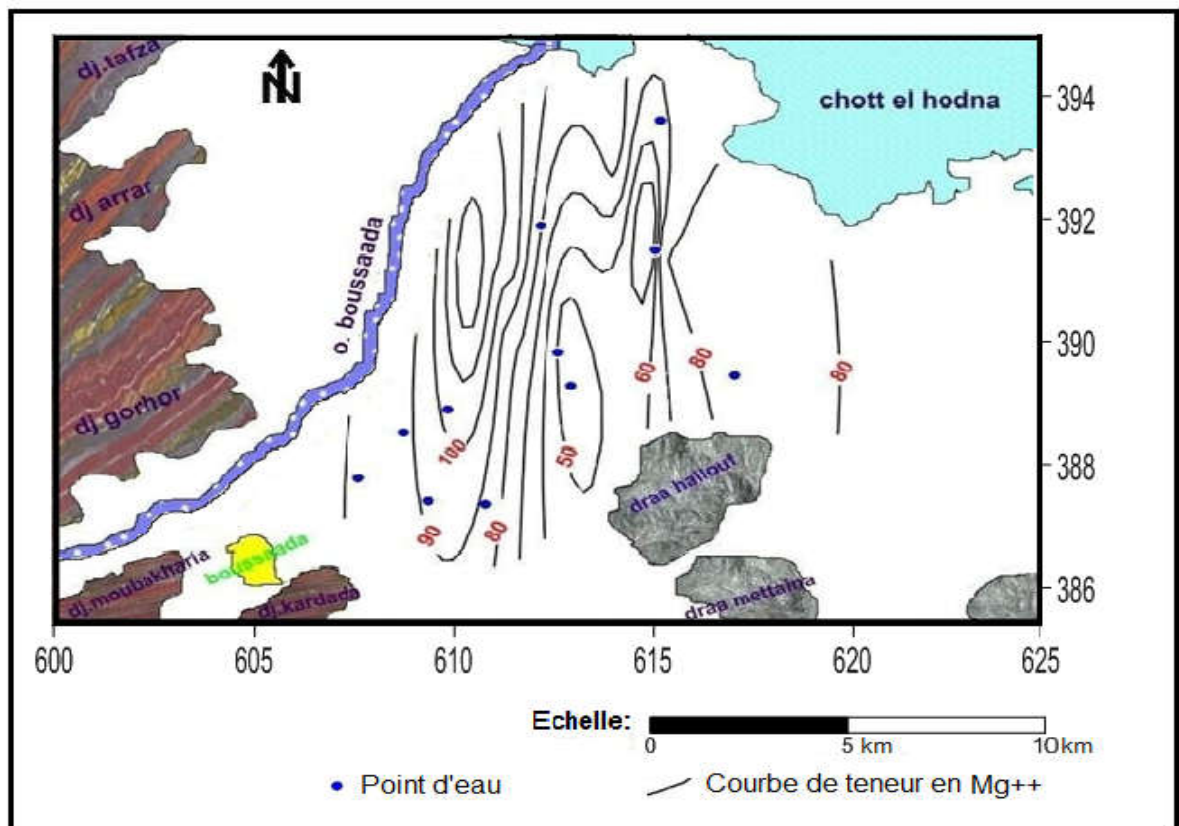 dj.tafza
N
chott el hodna
394
dj arrar
392
o. boussaada
390
60
80
80
dj gorhor
100
50
388
draa hallout
90
80
80
boussaada
dj.moubakharia
dj.kardada
draa mettaina
386
600
605
610
615
620
625
Echelle:
0
5 km
10km
Point d'eau
Courbe de teneur en Mg++